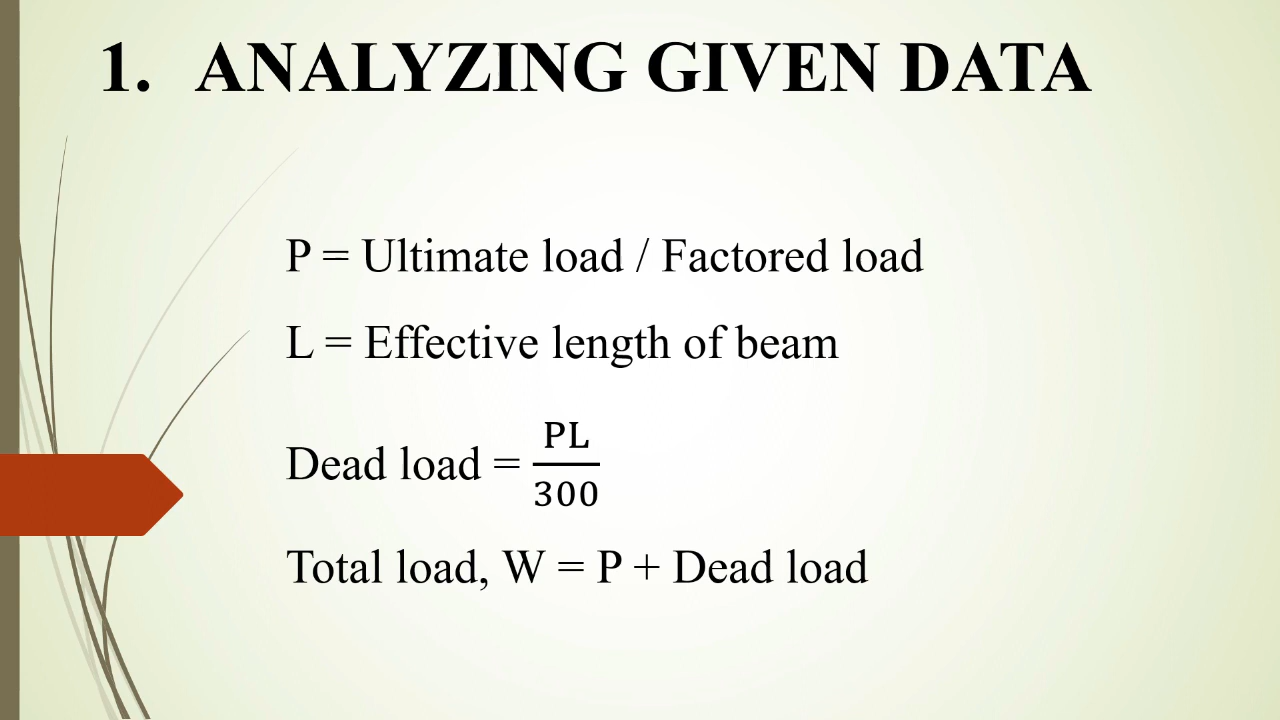 1. ANALYZING GIVEN DATA
P = Ultimate load / Factored load
L = Effective length of beam
Dead load = PL/300
Total load, W = P + Dead load